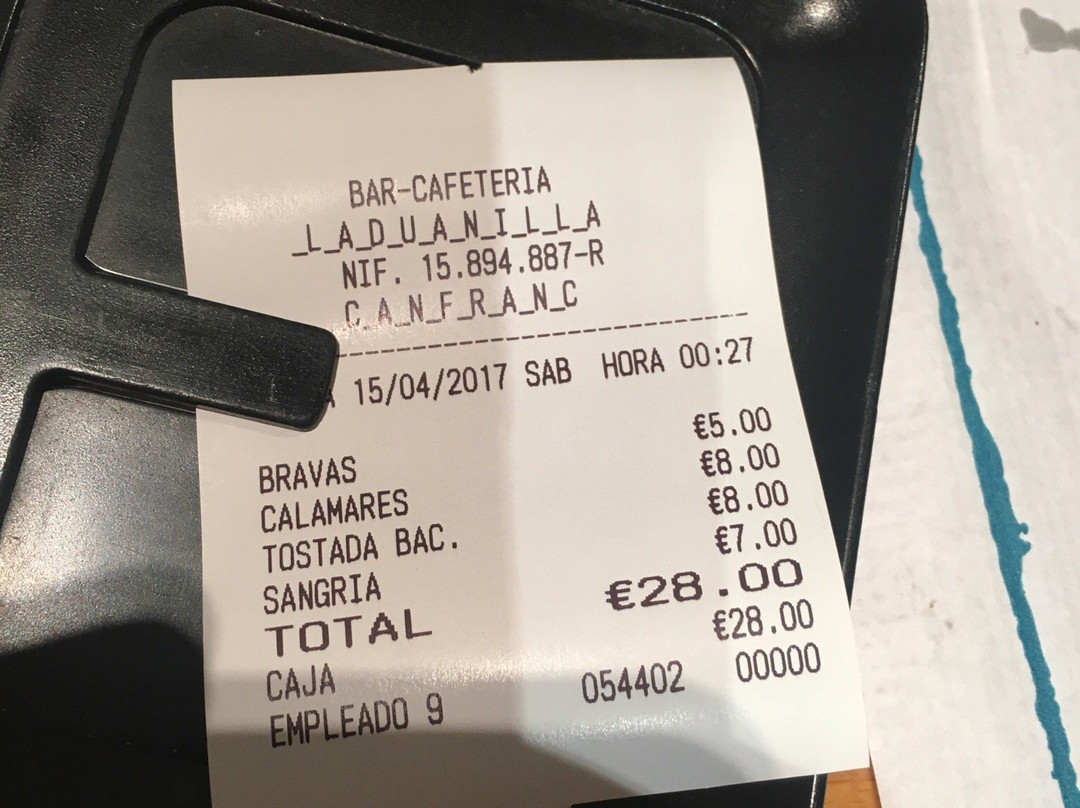 BAR-CAFETERIA
_L_A_D_U_A_N_I_L_L_A
NIF. 15.894.887-R
C_A_N_F_R_A_N_C
--------------------------------
A 15/04/2017 SAB HORA 00:27
BRAVAS €5.00
CALAMARES €8.00
TOSTADA BAC. €8.00
SANGRIA €7.00
TOTAL €28.00
CAJA €28.00
EMPLEADO 9 054402 00000